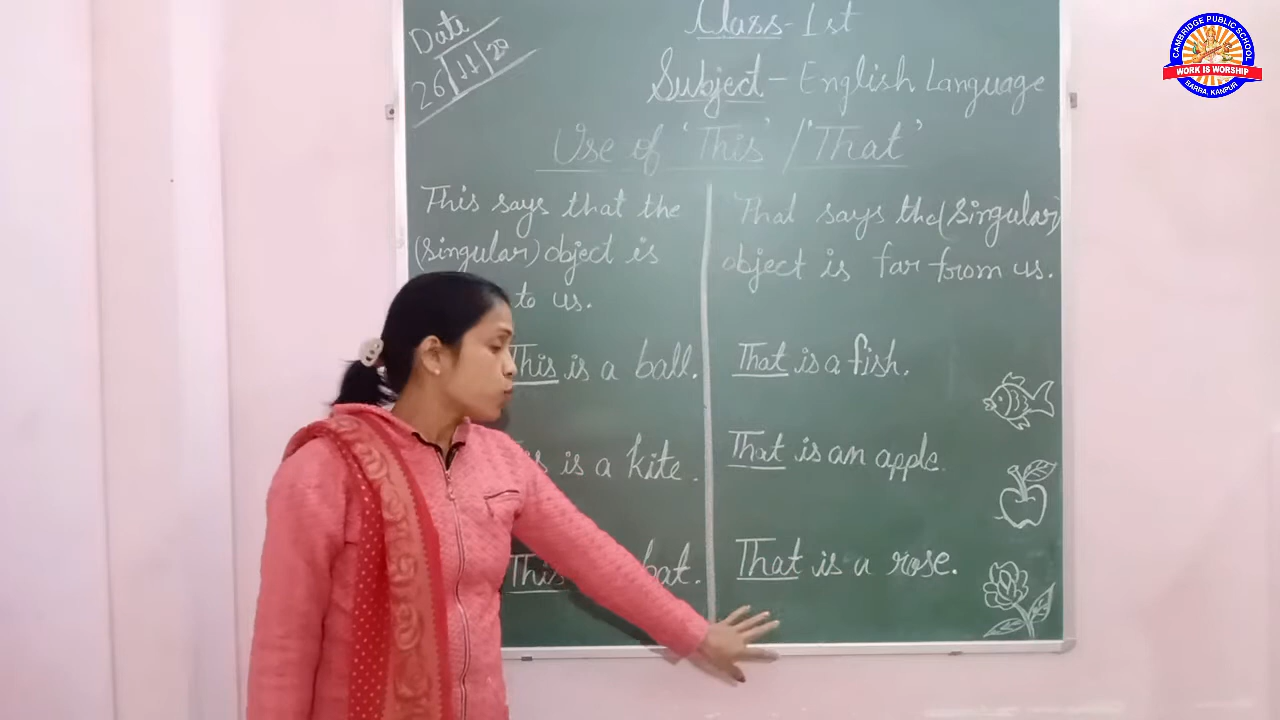 Date
26/11/20
Class - 1st
Subject - English Language
Use of 'This' / 'That'
This says that the
(singular) object is
to us.
This is a ball.
is a kite.
This bat.
That says the (singular)
object is far from us.
That is a fish.
That is an apple.
That is a rose.
CAMBRIDGE PUBLIC SCHOOL
WORK IS WORSHIP
BARRA, KANPUR